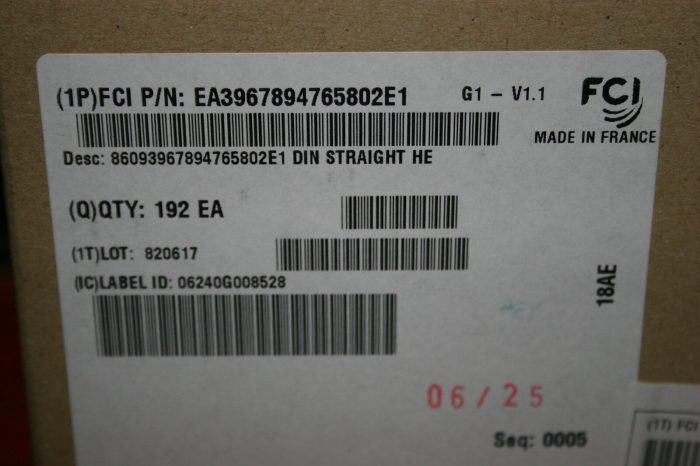 (1P)FCI P/N: EA3967894765802E1 G1 - V1.1 FCI
MADE IN FRANCE
Desc: 86093967894765802E1 DIN STRAIGHT HE
(Q)QTY: 192 EA
(1T)LOT: 820617
(IC)LABEL ID: 06240G008528
18AE
06/25
Seq: 0005
(1T) FCI